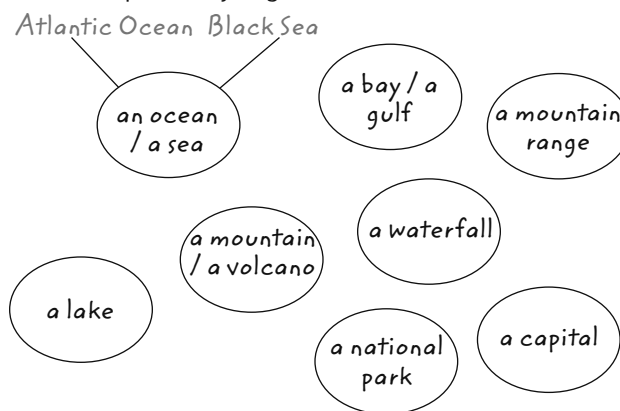 Atlantic Ocean Black Sea
an ocean
/ a sea
a bay / a
gulf
a mountain
range
a mountain
/ a volcano
a waterfall
a lake
a national
park
a capital